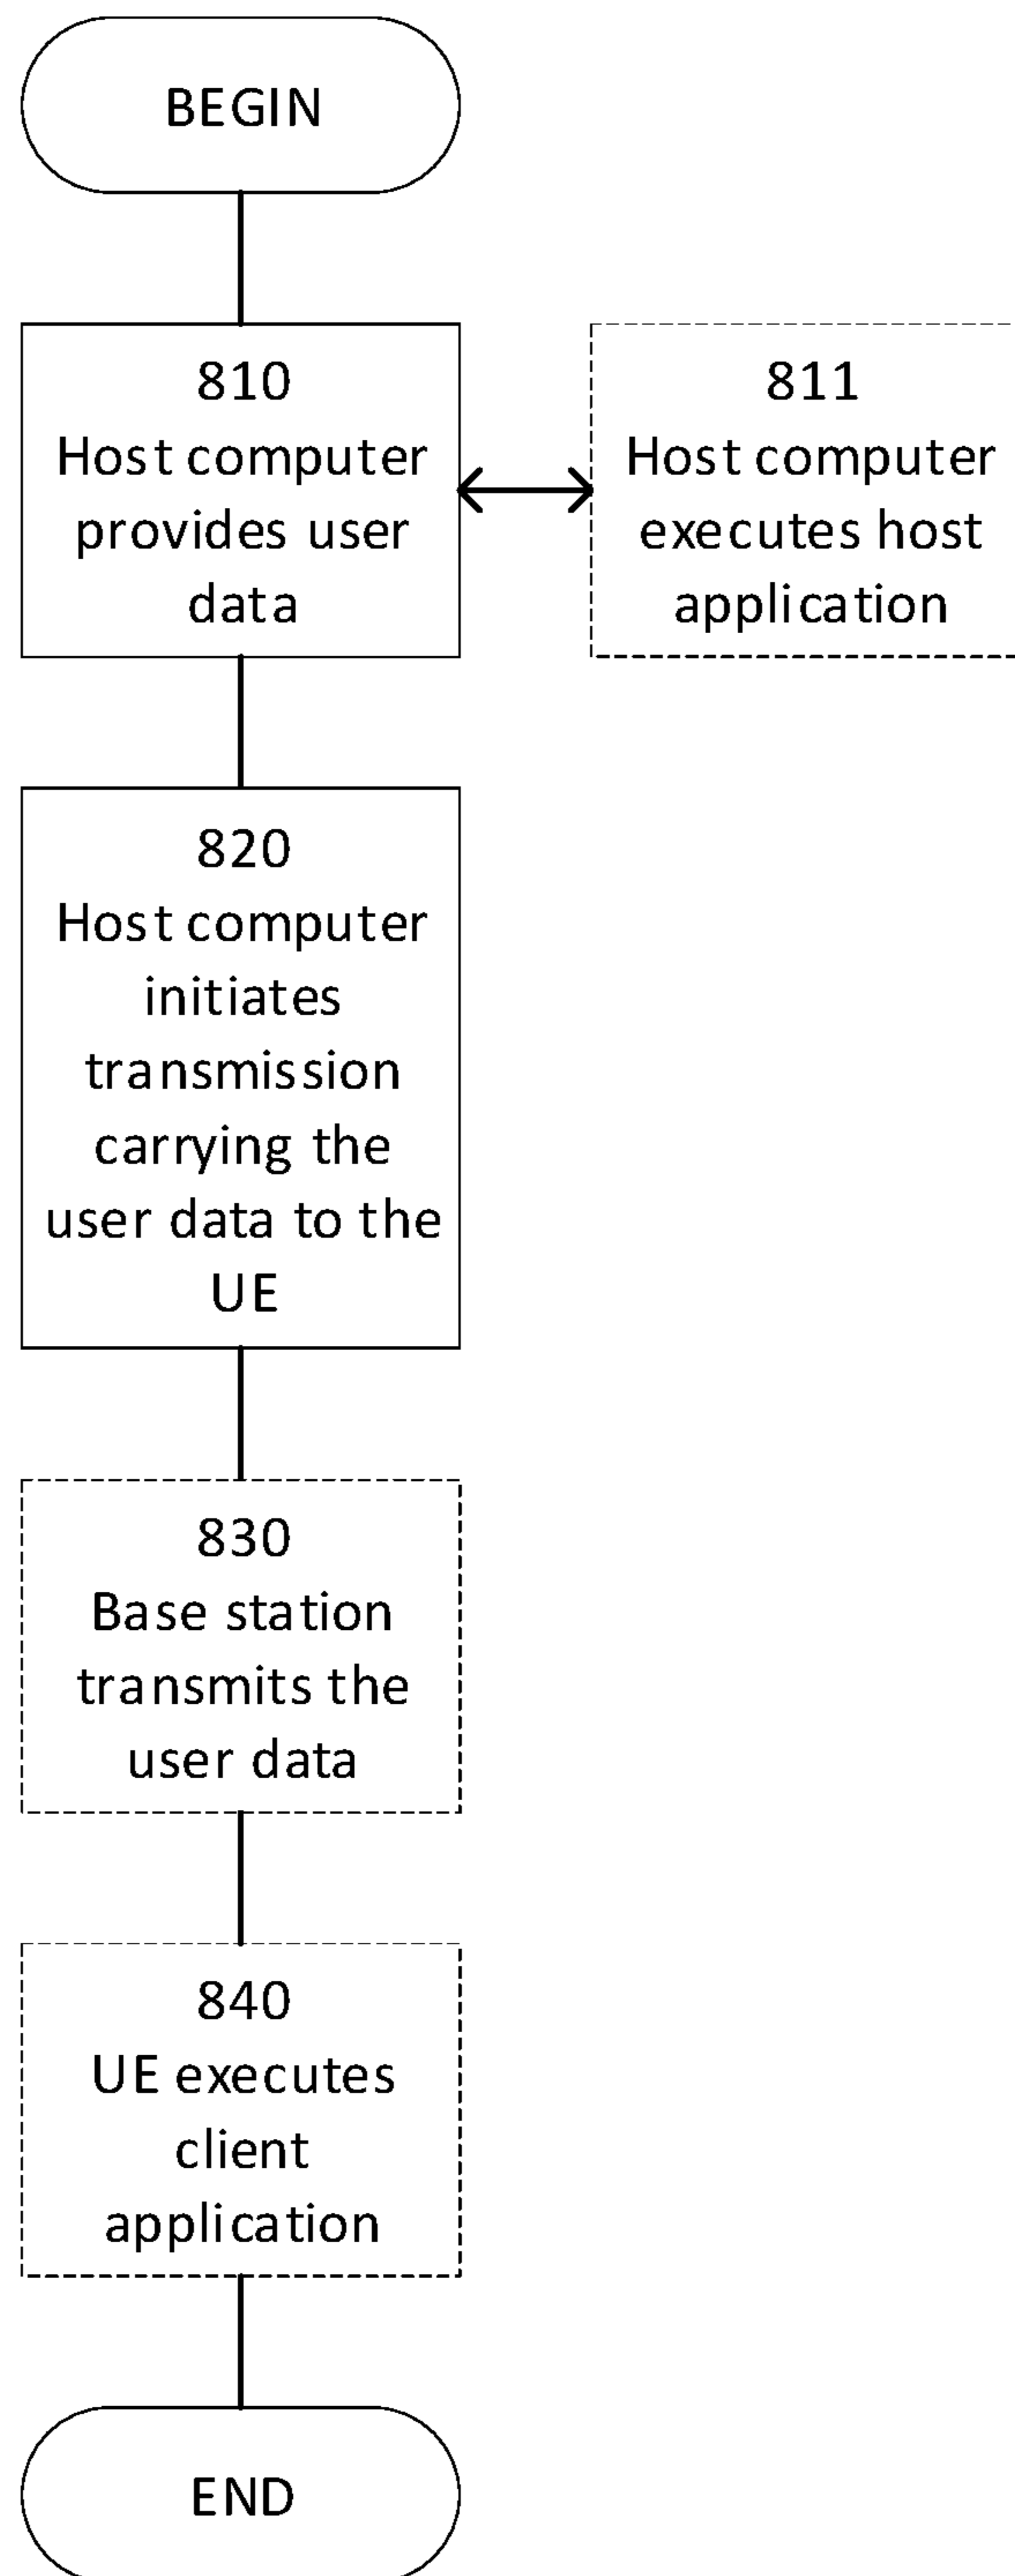 BEGIN
810
Host computer
provides user
data
811
Host computer
executes host
application
820
Host computer
initiates
transmission
carrying the
user data to the
UE
830
Base station
transmits the
user data
840
UE executes
client
application
END